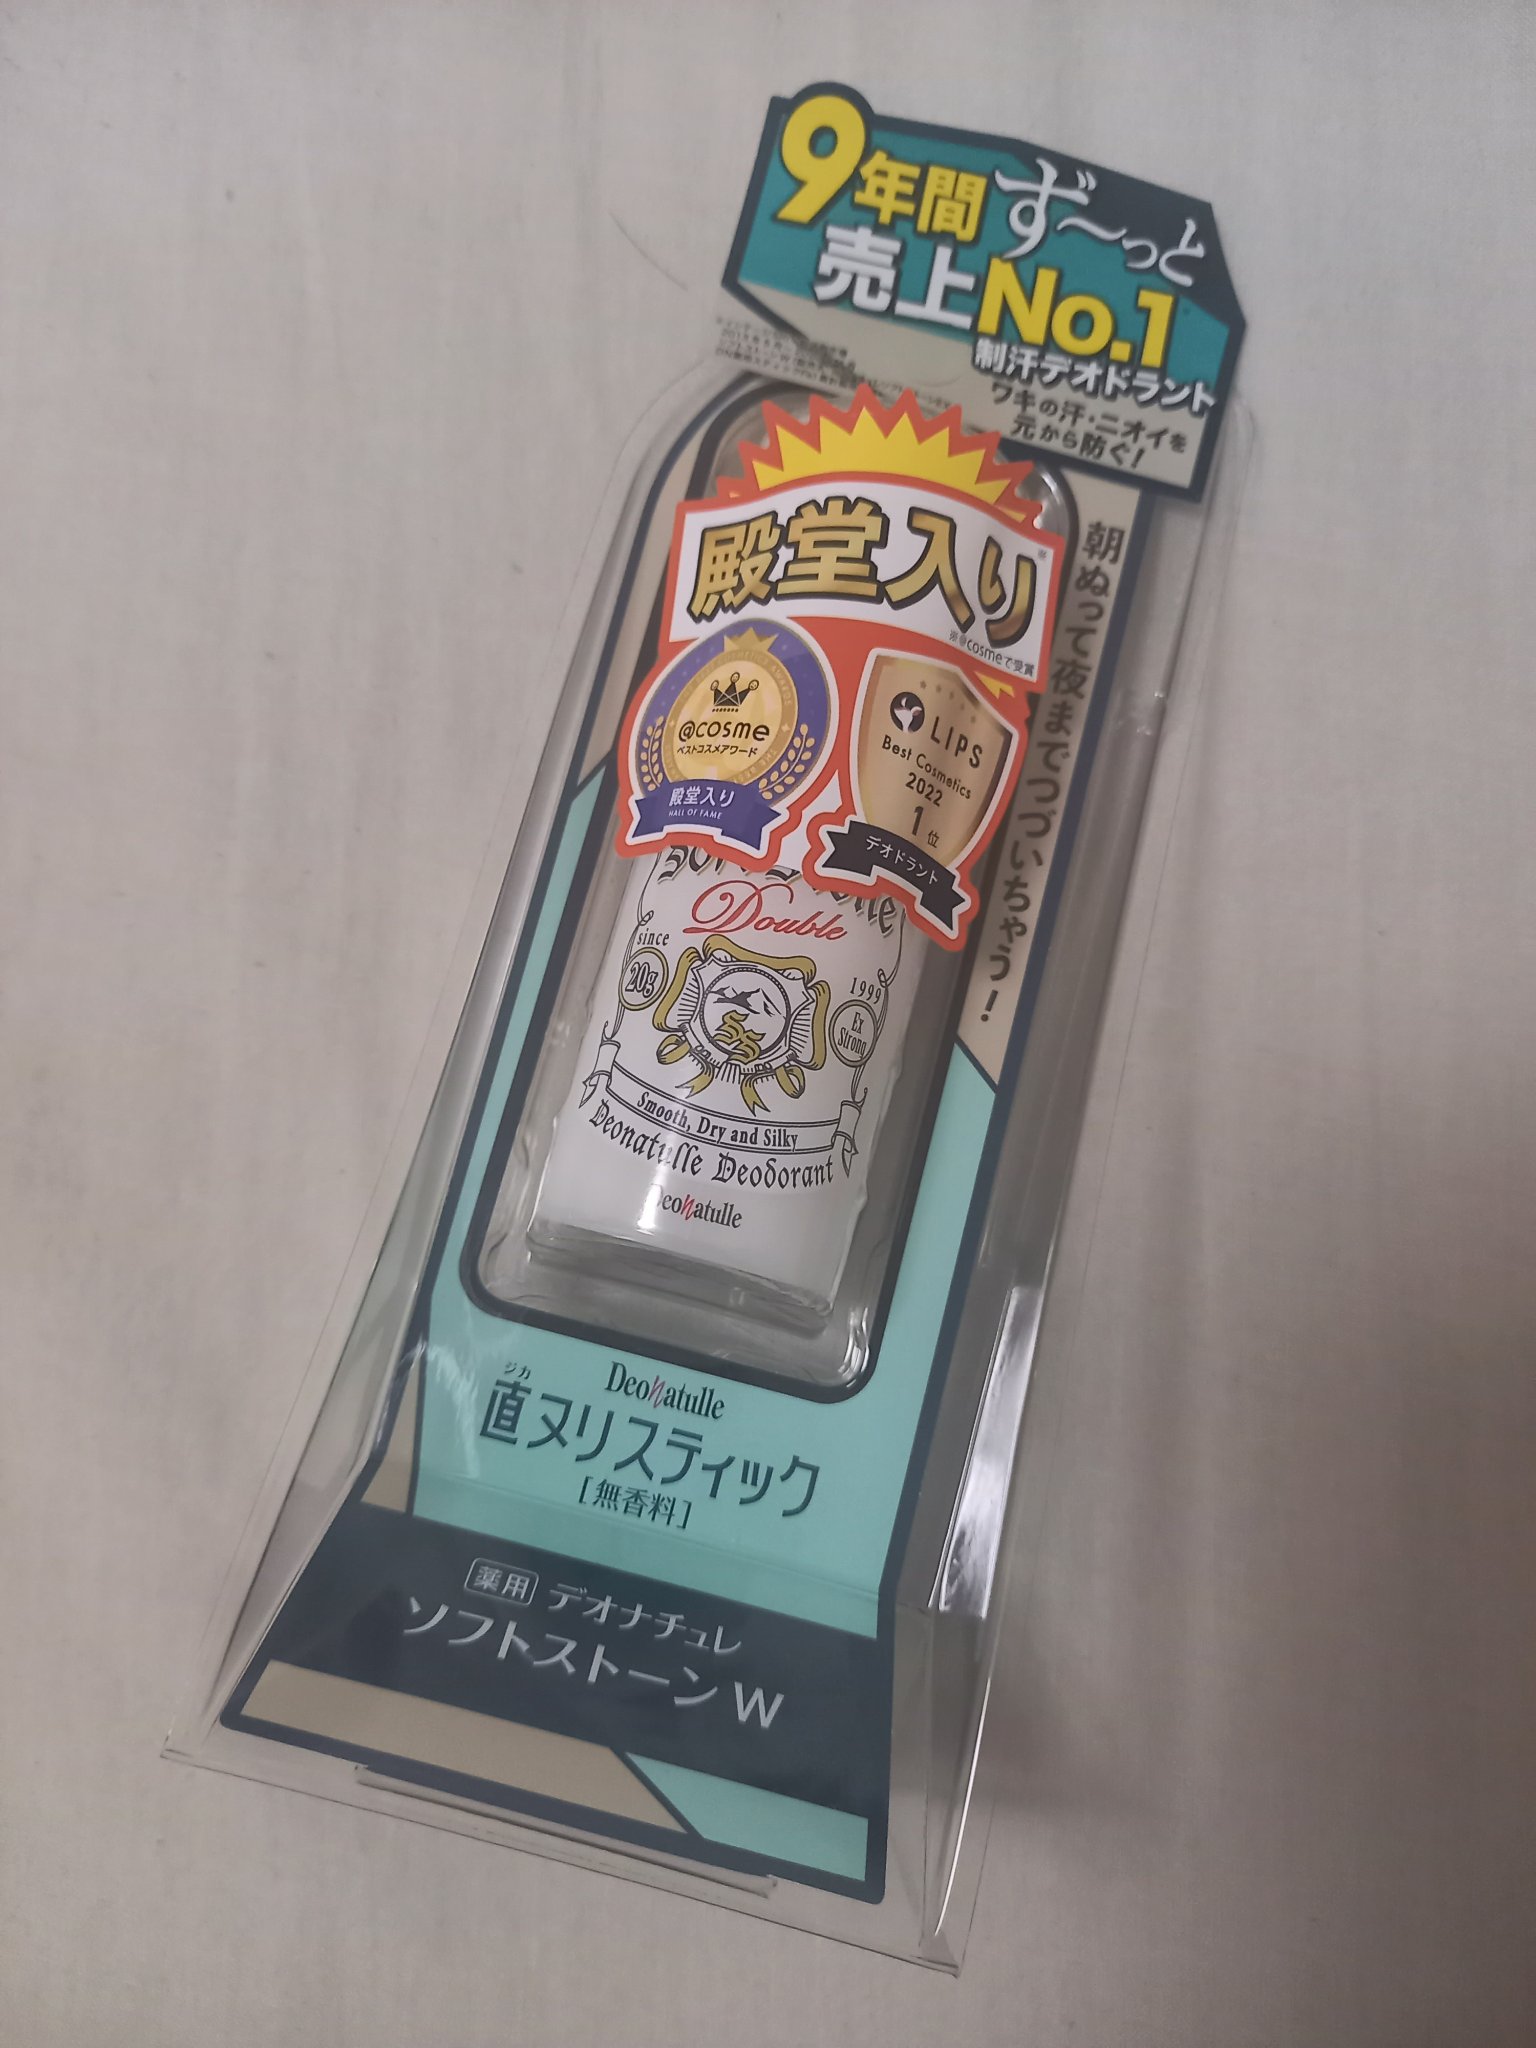 9年間ず〜っと
売上No.1
制汗デオドラント
ワキの汗・ニオイを
元から防ぐ!
殿堂入り※
※@cosmeで受賞
@cosme
ベストコスメアワード
殿堂入り
HALL OF FAME
LIPS
Best Cosmetics
2022
1位
デオドラント
朝ぬって夜までつづいちゃう!
Double
since
20g
1999
Ex
Strong
SS
Smooth, Dry and Silky
Deonatulle Deodorant
Deonatulle
Deonatulle
ジカ
直ヌリスティック
[無香料]
薬用 デオナチュレ
ソフトストーンW